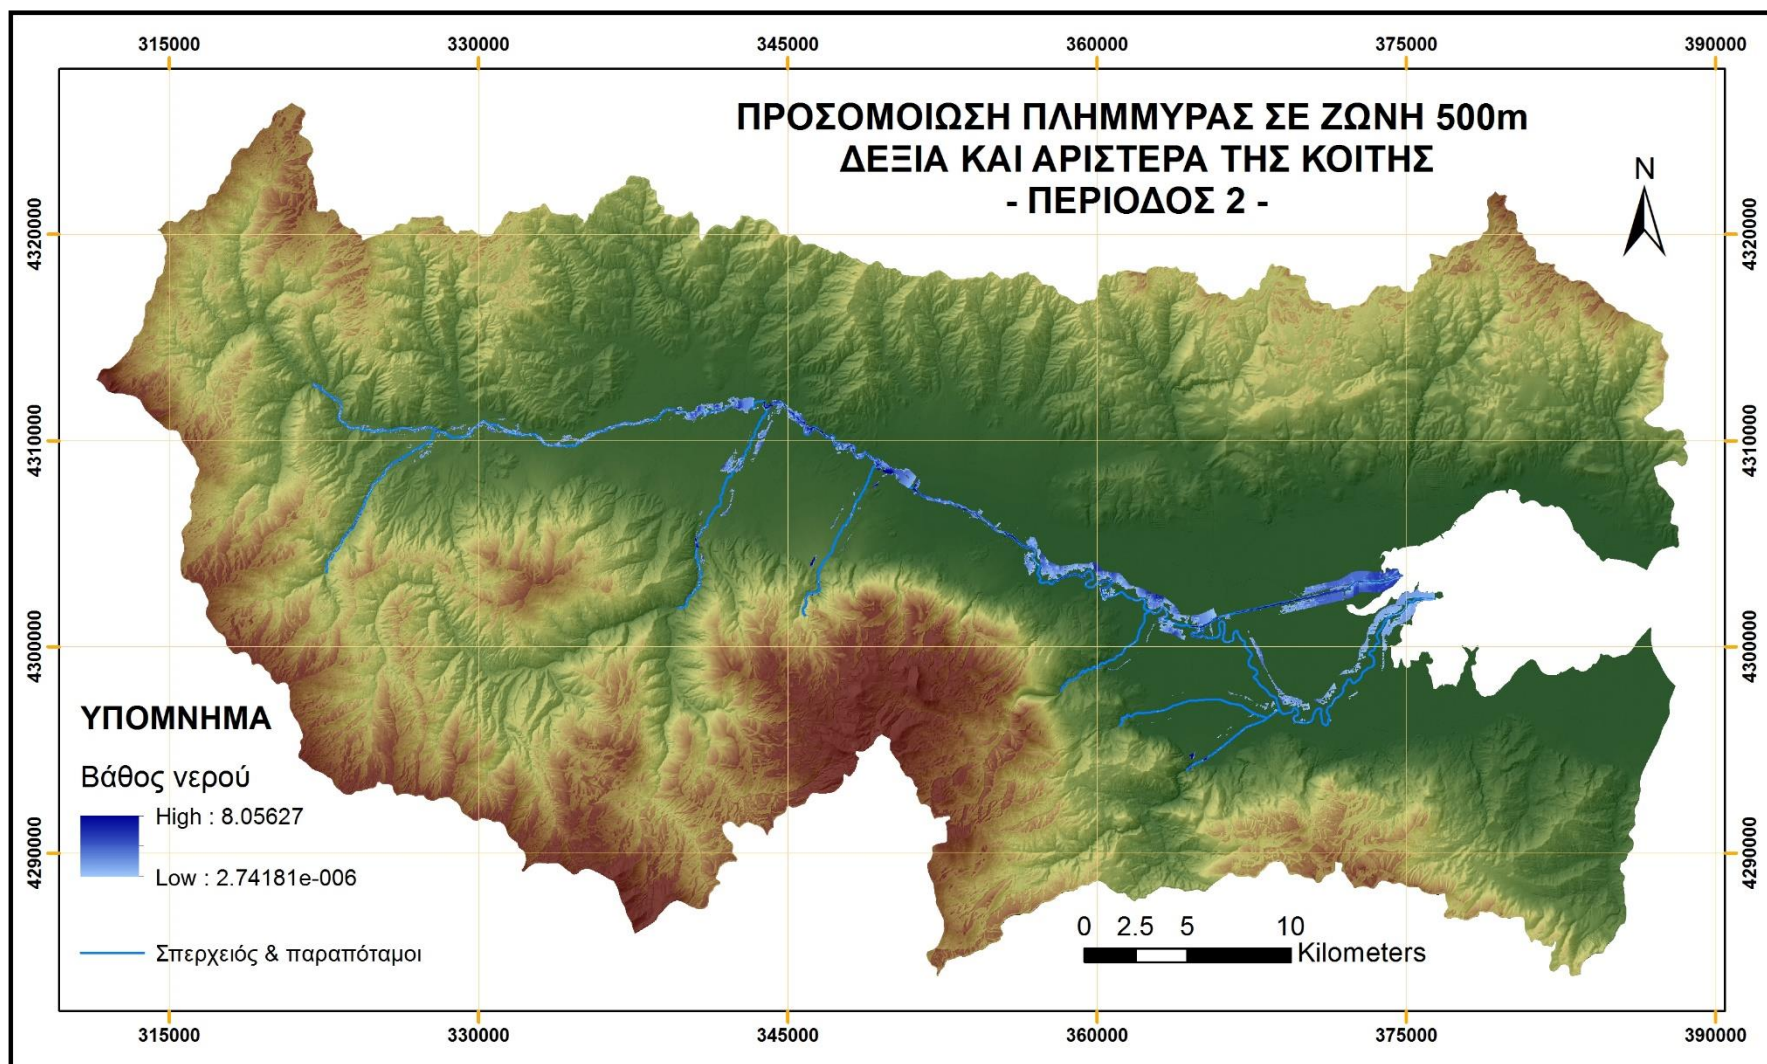 315000 330000 345000 360000 375000 390000
ΠΡΟΣΟΜΟΙΩΣΗ ΠΛΗΜΜΥΡΑΣ ΣΕ ΖΩΝΗ 500m
ΔΕΞΙΑ ΚΑΙ ΑΡΙΣΤΕΡΑ ΤΗΣ ΚΟΙΤΗΣ
- ΠΕΡΙΟΔΟΣ 2 -
N
4320000 4320000
4310000 4310000
4300000 4300000
4290000 4290000
ΥΠΟΜΝΗΜΑ
Βάθος νερού
High : 8.05627
Low : 2.74181e-006
Σπερχειός & παραπόταμοι
0 2.5 5 10
Kilometers
315000 330000 345000 360000 375000 390000